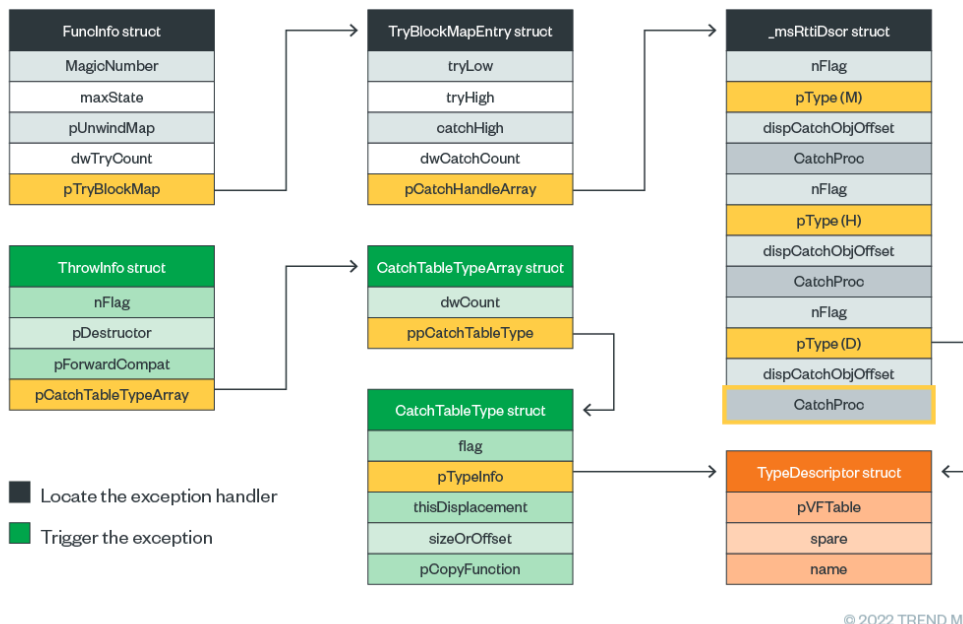 FuncInfo struct
MagicNumber
maxState
pUnwindMap
dwTryCount
pTryBlockMap
TryBlockMapEntry struct
tryLow
tryHigh
catchHigh
dwCatchCount
pCatchHandleArray
_msRttiDscr struct
nFlag
pType (M)
dispCatchObjOffset
CatchProc
nFlag
pType (H)
dispCatchObjOffset
CatchProc
nFlag
pType (D)
dispCatchObjOffset
CatchProc
ThrowInfo struct
nFlag
pDestructor
pForwardCompat
pCatchTableTypeArray
CatchTableTypeArray struct
dwCount
ppCatchTableType
CatchTableType struct
flag
pTypeInfo
thisDisplacement
sizeOrOffset
pCopyFunction
TypeDescriptor struct
pVFTable
spare
name
Locate the exception handler
Trigger the exception
© 2022 TREND M